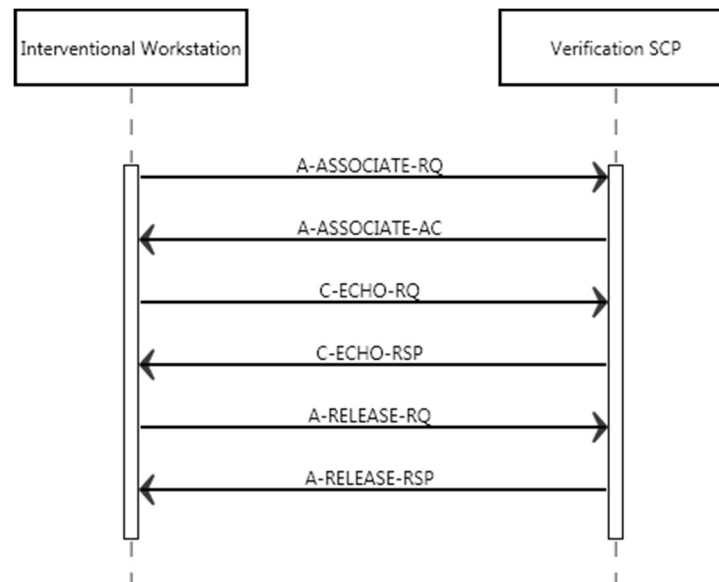 Interventional Workstation
Verification SCP
A-ASSOCIATE-RQ
A-ASSOCIATE-AC
C-ECHO-RQ
C-ECHO-RSP
A-RELEASE-RQ
A-RELEASE-RSP